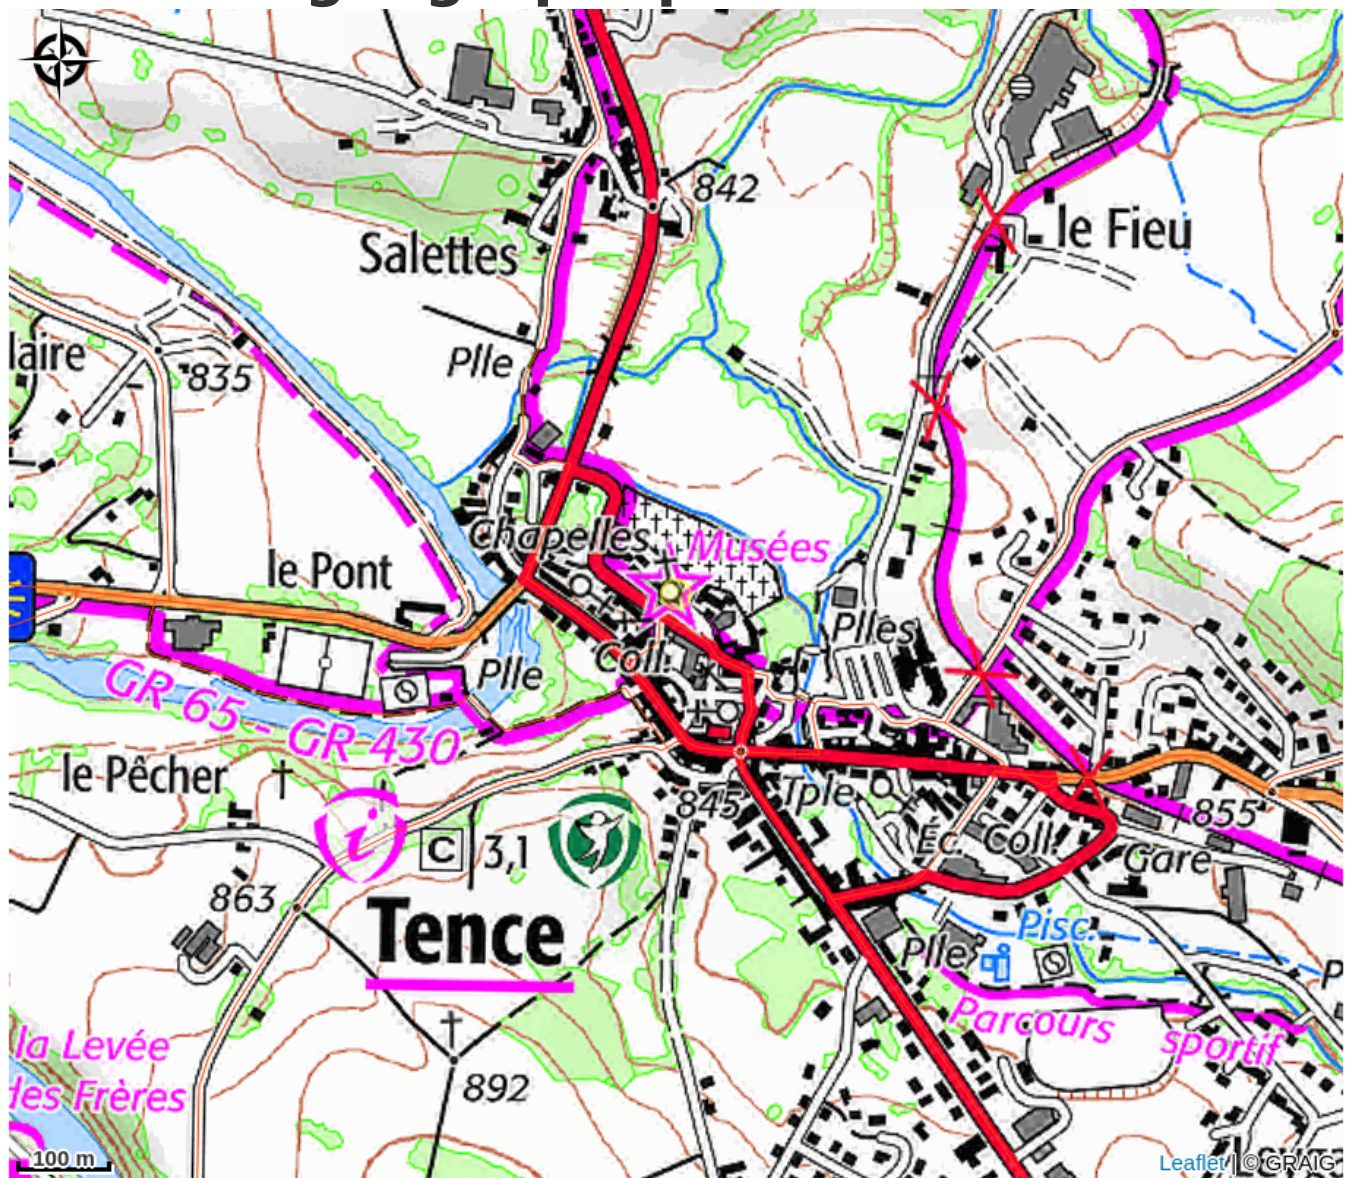 842
le Fieu
Salettes
laire
835
Plle
Chapelles
Musées
le Pont
Plles
Coll.
Plle
GR 65 - GR 430
le Pêcher
845
Tple
855
i
C 3,1
Éc. Coll.
Gare
863
Tence
Pisc.
Plle
P
Parcours sportif
la Levée
des Frères
892
100 m
Leaflet | © GRAIG